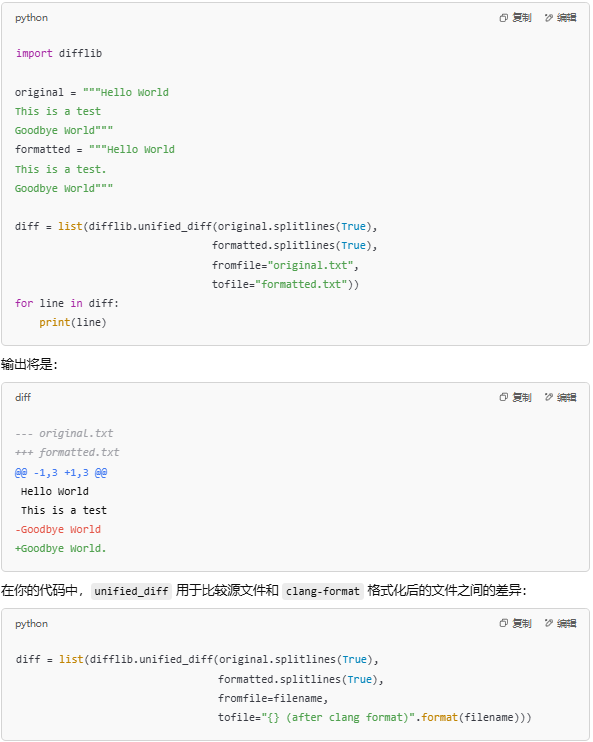 python 复制 编辑
import difflib
original = """Hello World
This is a test
Goodbye World"""
formatted = """Hello World
This is a test.
Goodbye World"""
diff = list(difflib.unified_diff(original.splitlines(True),
                                formatted.splitlines(True),
                                fromfile="original.txt",
                                tofile="formatted.txt"))
for line in diff:
    print(line)
输出将是：
diff 复制 编辑
--- original.txt
+++ formatted.txt
@@ -1,3 +1,3 @@
 Hello World
 This is a test
-Goodbye World
+Goodbye World.
在你的代码中，unified_diff 用于比较源文件和 clang-format 格式化后的文件之间的差异：
python 复制 编辑
diff = list(difflib.unified_diff(original.splitlines(True),
                                 formatted.splitlines(True),
                                 fromfile=filename,
                                 tofile="{} (after clang format)".format(filename)))